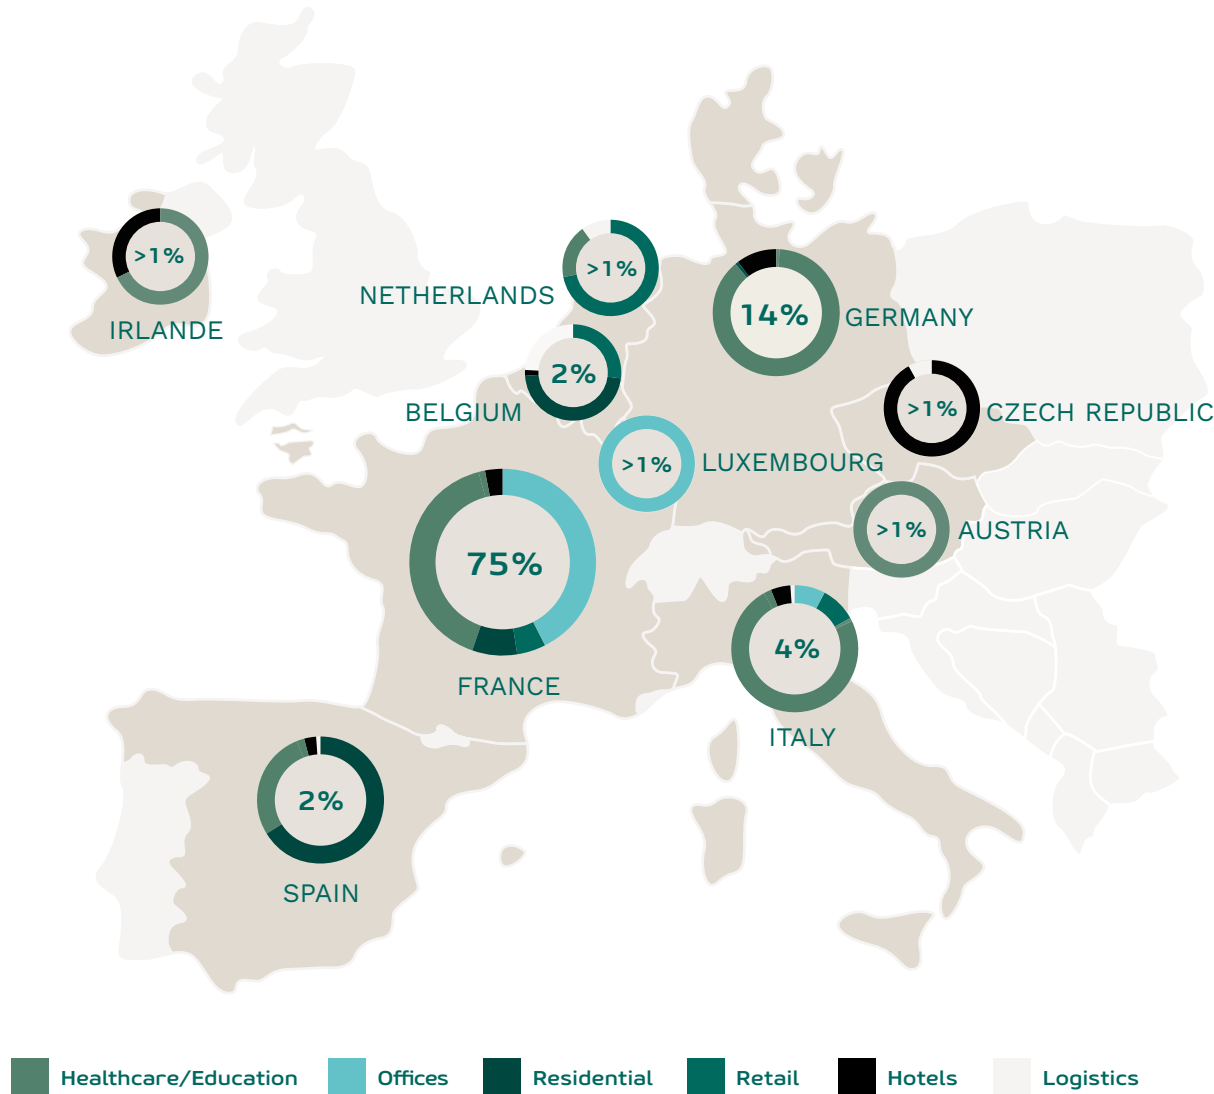 >1%
IRLANDE
>1%
NETHERLANDS
14%
GERMANY
2%
BELGIUM
>1%
CZECH REPUBLIC
>1%
LUXEMBOURG
>1%
AUSTRIA
75%
FRANCE
4%
ITALY
2%
SPAIN
Healthcare/Education Offices Residential Retail Hotels Logistics